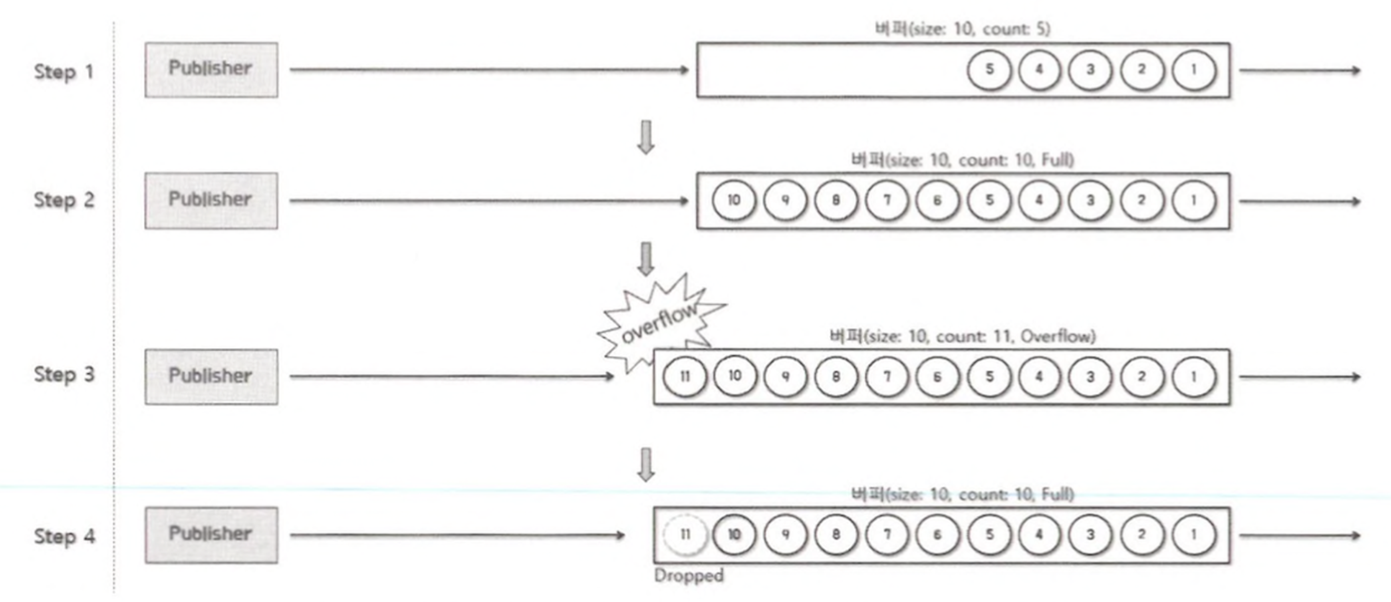 버퍼(size: 10, count: 5)
Step 1 Publisher 5 4 3 2 1
버퍼(size: 10, count: 10, Full)
Step 2 Publisher 10 9 8 7 6 5 4 3 2 1
overflow
버퍼(size: 10, count: 11, Overflow)
Step 3 Publisher 11 10 9 8 7 6 5 4 3 2 1
버퍼(size: 10, count: 10, Full)
Step 4 Publisher 11 10 9 8 7 6 5 4 3 2 1
Dropped